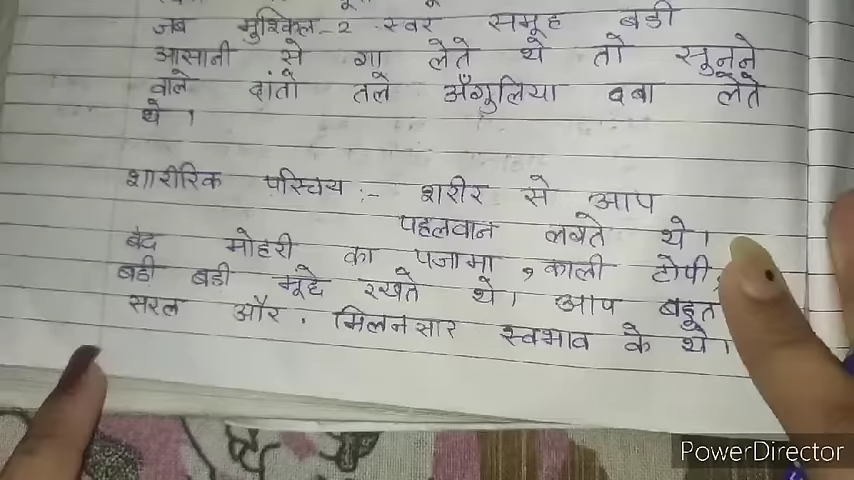 जब मुश्किल-2 स्वर समूह बडी
आसानी से गा लेते थे तो सुनने
वाले दांतो तले अँगुलिया दबा लेते
थे।
शारीरिक परिचय :- शरीर से आप
पहलवान लगते थे।
बंद मोहरी का पजामा, काली टोपी,
बडी बडी मूछे रखते थे। आप बहुत
सरल और मिलनसार स्वभाव के थे।
PowerDirector